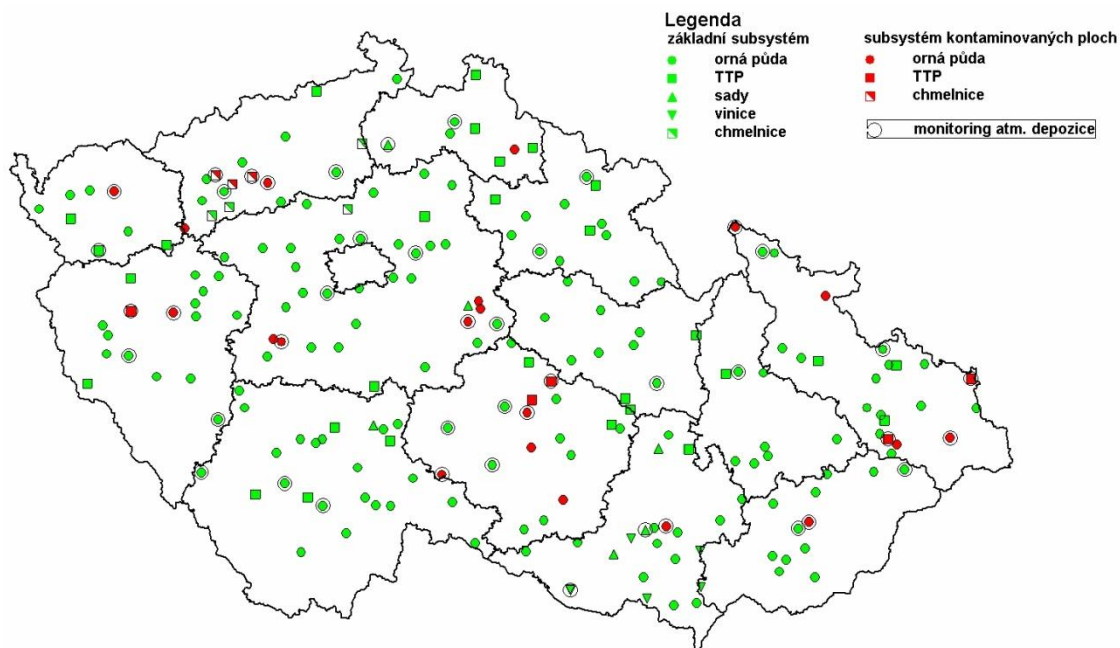 Legenda
základní subsystém
orná půda
TTP
sady
vinice
chmelnice
subsystém kontaminovaných ploch
orná půda
TTP
chmelnice
monitoring atm. depozice